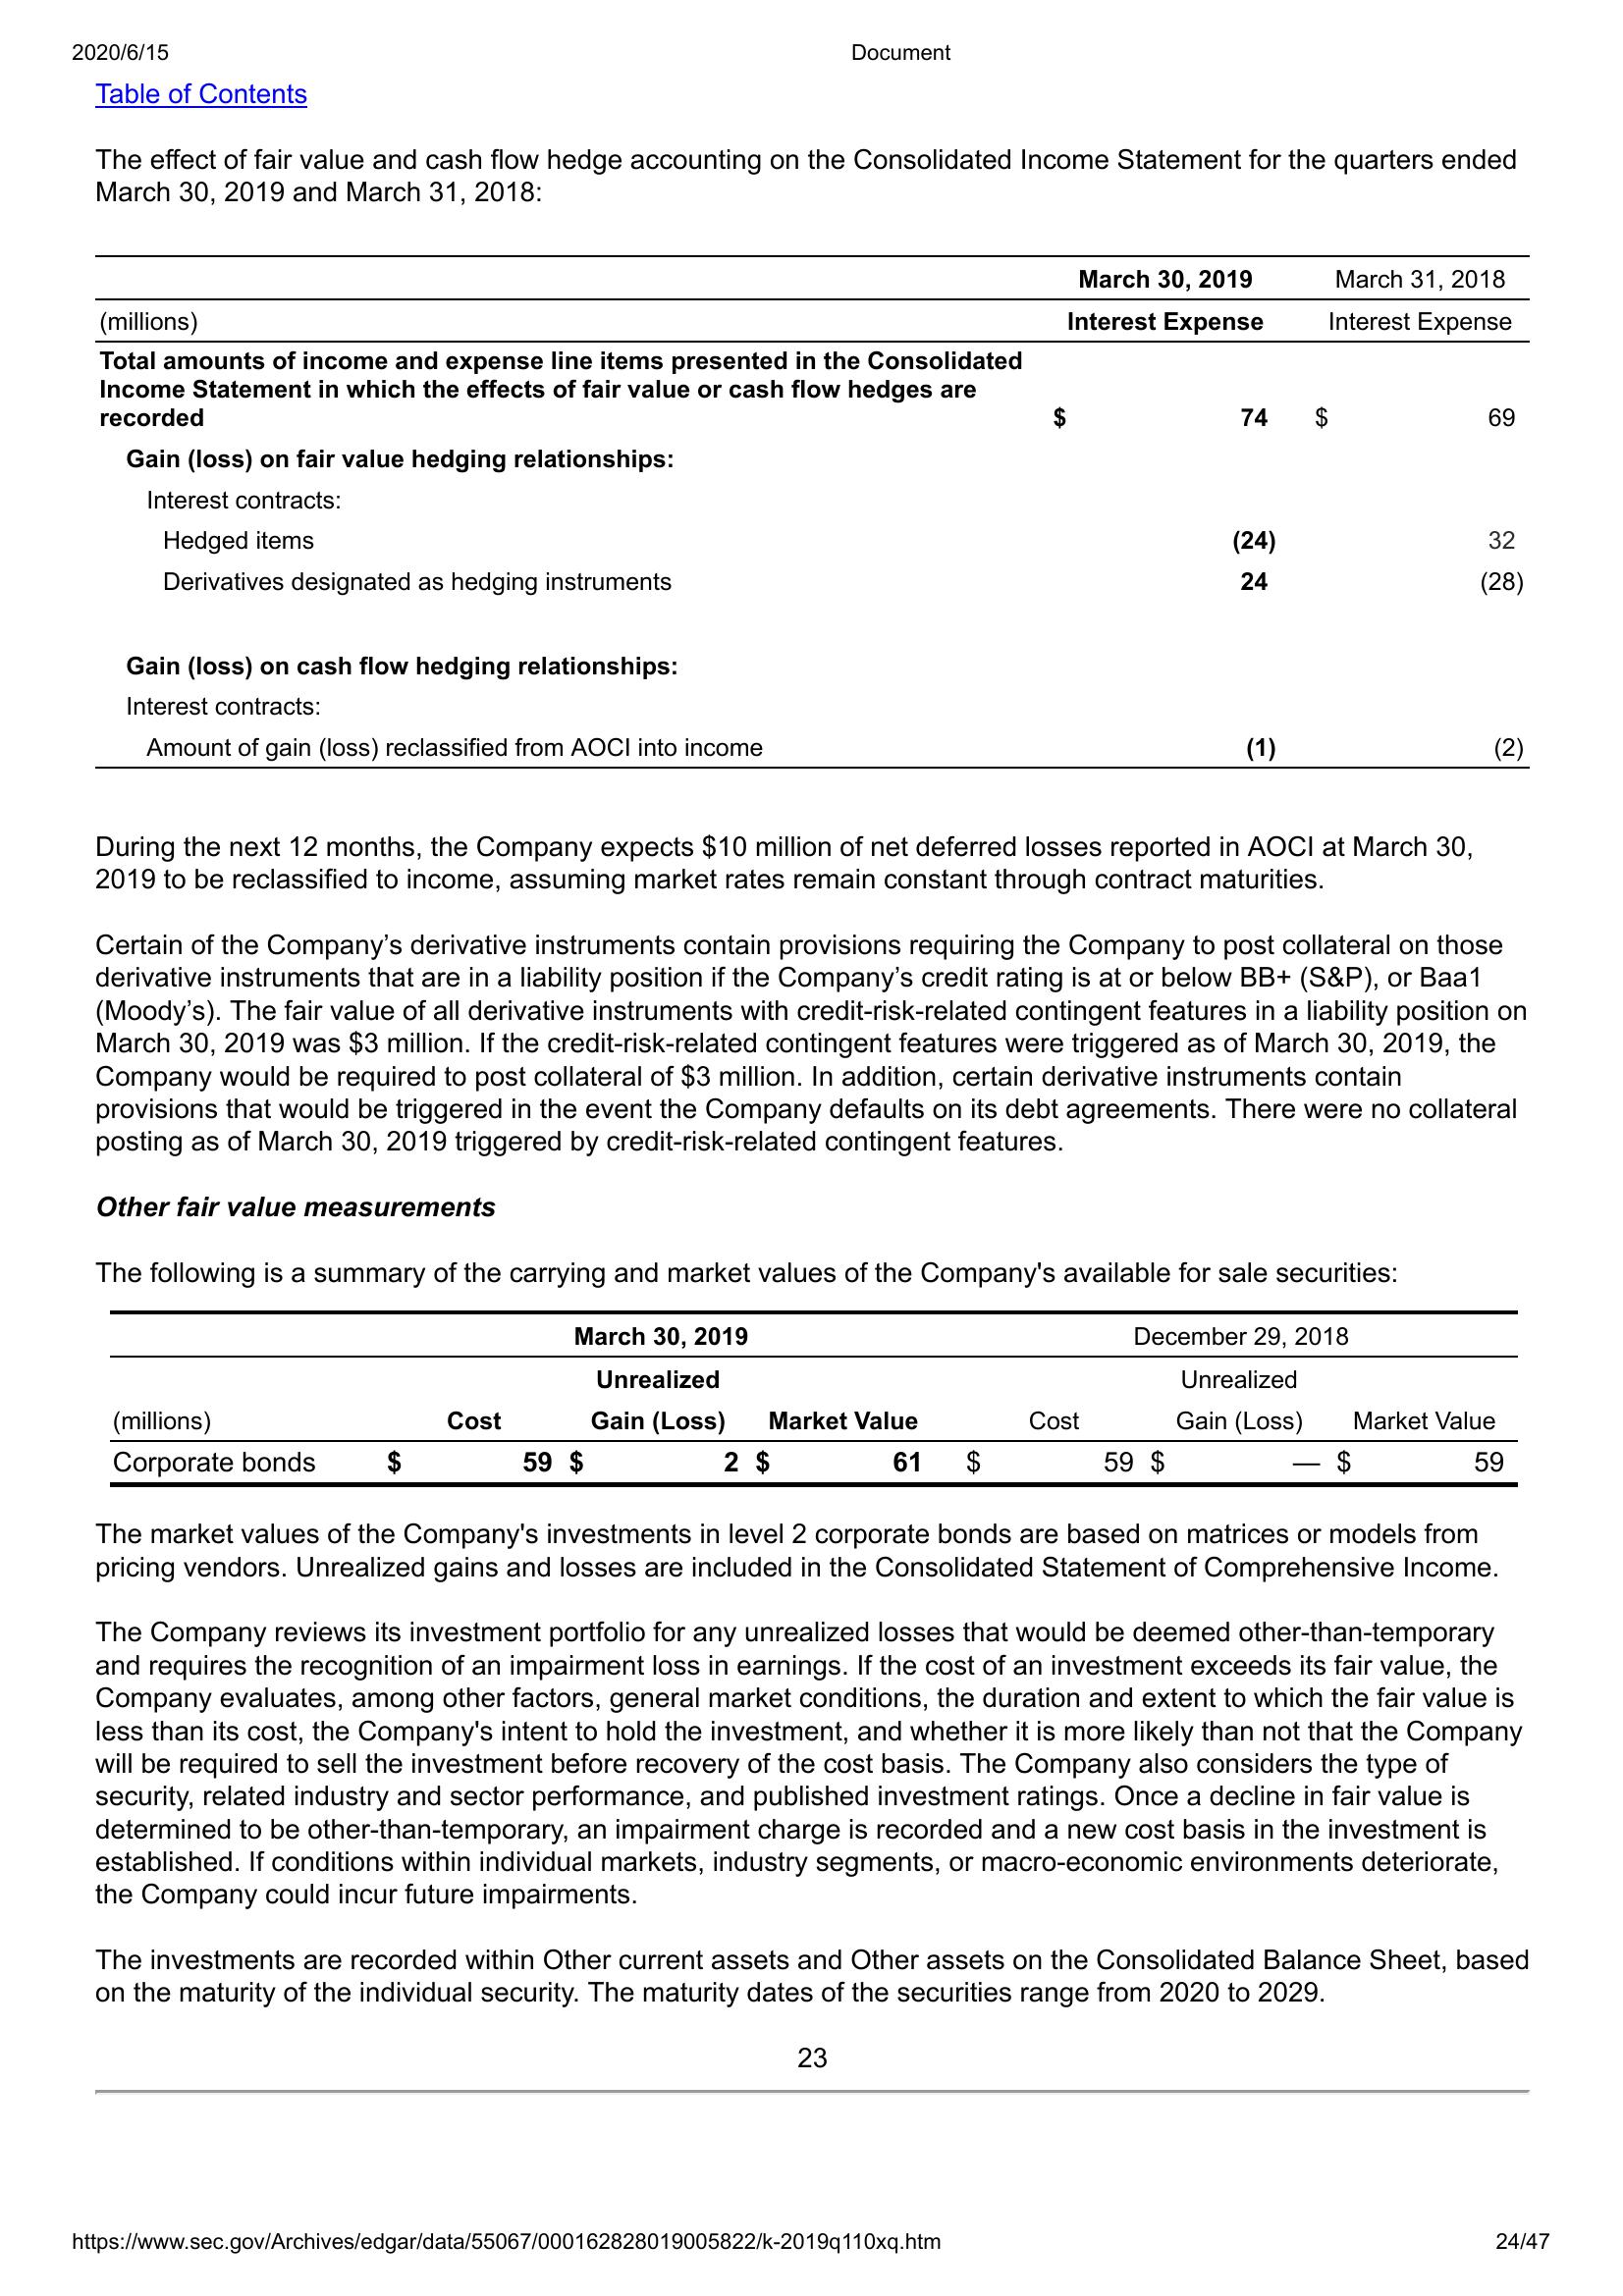 2020/6/15 Document
Table of Contents
The effect of fair value and cash flow hedge accounting on the Consolidated Income Statement for the quarters ended
March 30, 2019 and March 31, 2018:
March 30, 2019 March 31, 2018
(millions) Interest Expense Interest Expense
Total amounts of income and expense line items presented in the Consolidated
Income Statement in which the effects of fair value or cash flow hedges are
recorded $ 74 $ 69
Gain (loss) on fair value hedging relationships:
Interest contracts:
Hedged items (24) 32
Derivatives designated as hedging instruments 24 (28)
Gain (loss) on cash flow hedging relationships:
Interest contracts:
Amount of gain (loss) reclassified from AOCI into income (1) (2)
During the next 12 months, the Company expects $10 million of net deferred losses reported in AOCI at March 30,
2019 to be reclassified to income, assuming market rates remain constant through contract maturities.
Certain of the Company’s derivative instruments contain provisions requiring the Company to post collateral on those
derivative instruments that are in a liability position if the Company’s credit rating is at or below BB+ (S&P), or Baa1
(Moody’s). The fair value of all derivative instruments with credit-risk-related contingent features in a liability position on
March 30, 2019 was $3 million. If the credit-risk-related contingent features were triggered as of March 30, 2019, the
Company would be required to post collateral of $3 million. In addition, certain derivative instruments contain
provisions that would be triggered in the event the Company defaults on its debt agreements. There were no collateral
posting as of March 30, 2019 triggered by credit-risk-related contingent features.
Other fair value measurements
The following is a summary of the carrying and market values of the Company's available for sale securities:
March 30, 2019 December 29, 2018
Unrealized Unrealized
(millions) Cost Gain (Loss) Market Value Cost Gain (Loss) Market Value
Corporate bonds $ 59 $ 2 $ 61 $ 59 $ — $ 59
The market values of the Company's investments in level 2 corporate bonds are based on matrices or models from
pricing vendors. Unrealized gains and losses are included in the Consolidated Statement of Comprehensive Income.
The Company reviews its investment portfolio for any unrealized losses that would be deemed other-than-temporary
and requires the recognition of an impairment loss in earnings. If the cost of an investment exceeds its fair value, the
Company evaluates, among other factors, general market conditions, the duration and extent to which the fair value is
less than its cost, the Company's intent to hold the investment, and whether it is more likely than not that the Company
will be required to sell the investment before recovery of the cost basis. The Company also considers the type of
security, related industry and sector performance, and published investment ratings. Once a decline in fair value is
determined to be other-than-temporary, an impairment charge is recorded and a new cost basis in the investment is
established. If conditions within individual markets, industry segments, or macro-economic environments deteriorate,
the Company could incur future impairments.
The investments are recorded within Other current assets and Other assets on the Consolidated Balance Sheet, based
on the maturity of the individual security. The maturity dates of the securities range from 2020 to 2029.
23
https://www.sec.gov/Archives/edgar/data/55067/000162828019005822/k-2019q110xq.htm 24/47